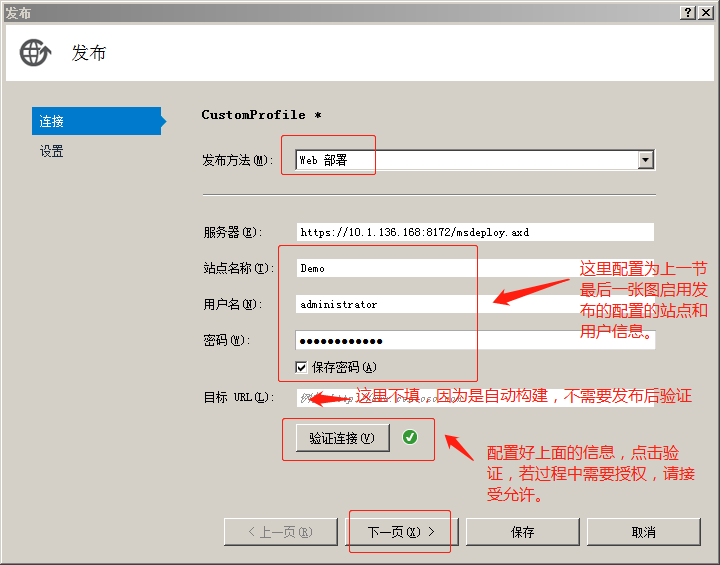 发布
发布
连接
设置
CustomProfile *
发布方法(M):
Web 部署
服务器(E):
https://10.1.136.168:8172/msdeploy.axd
站点名称(T):
Demo
用户名(N):
administrator
密码(W):
保存密码(A)
这里配置为上一节
最后一张图启用发
布的配置的站点和
用户信息。
目标 URL(L):
这里不填，因为是自动构建，不需要发布后验证
验证连接(V)
配置好上面的信息，点击验
证，若过程中需要授权，请接
受允许。
< 上一页(R)
下一页(X) >
保存
取消